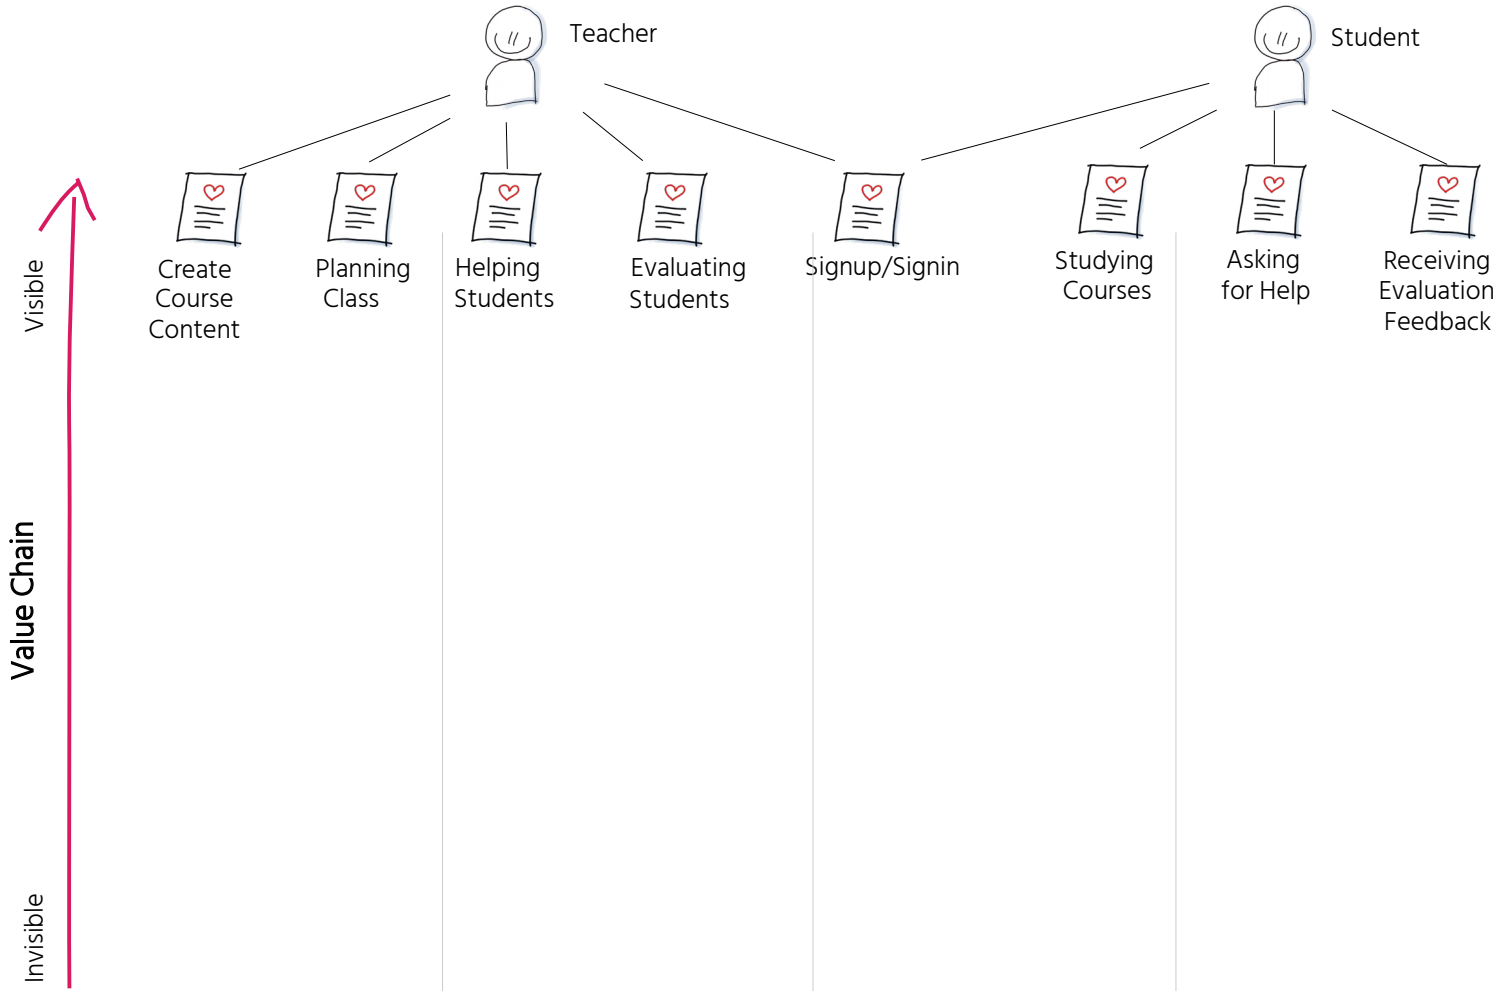 Teacher
Student
Create
Course
Content
Planning
Class
Helping
Students
Evaluating
Students
Signup/Signin
Studying
Courses
Asking
for Help
Receiving
Evaluation
Feedback
Visible
Value Chain
Invisible